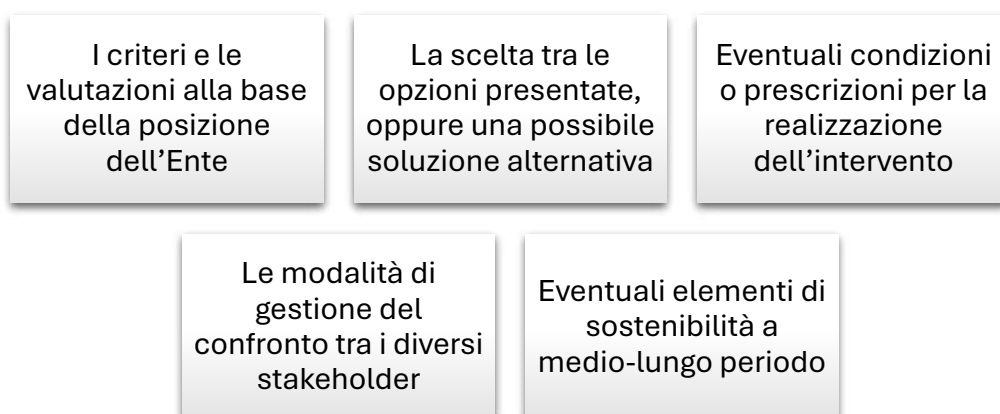 I criteri e le
valutazioni alla base
della posizione
dell’Ente
La scelta tra le
opzioni presentate,
oppure una possibile
soluzione alternativa
Eventuali condizioni
o prescrizioni per la
realizzazione
dell’intervento
Le modalità di
gestione del
confronto tra i diversi
stakeholder
Eventuali elementi di
sostenibilità a
medio-lungo periodo